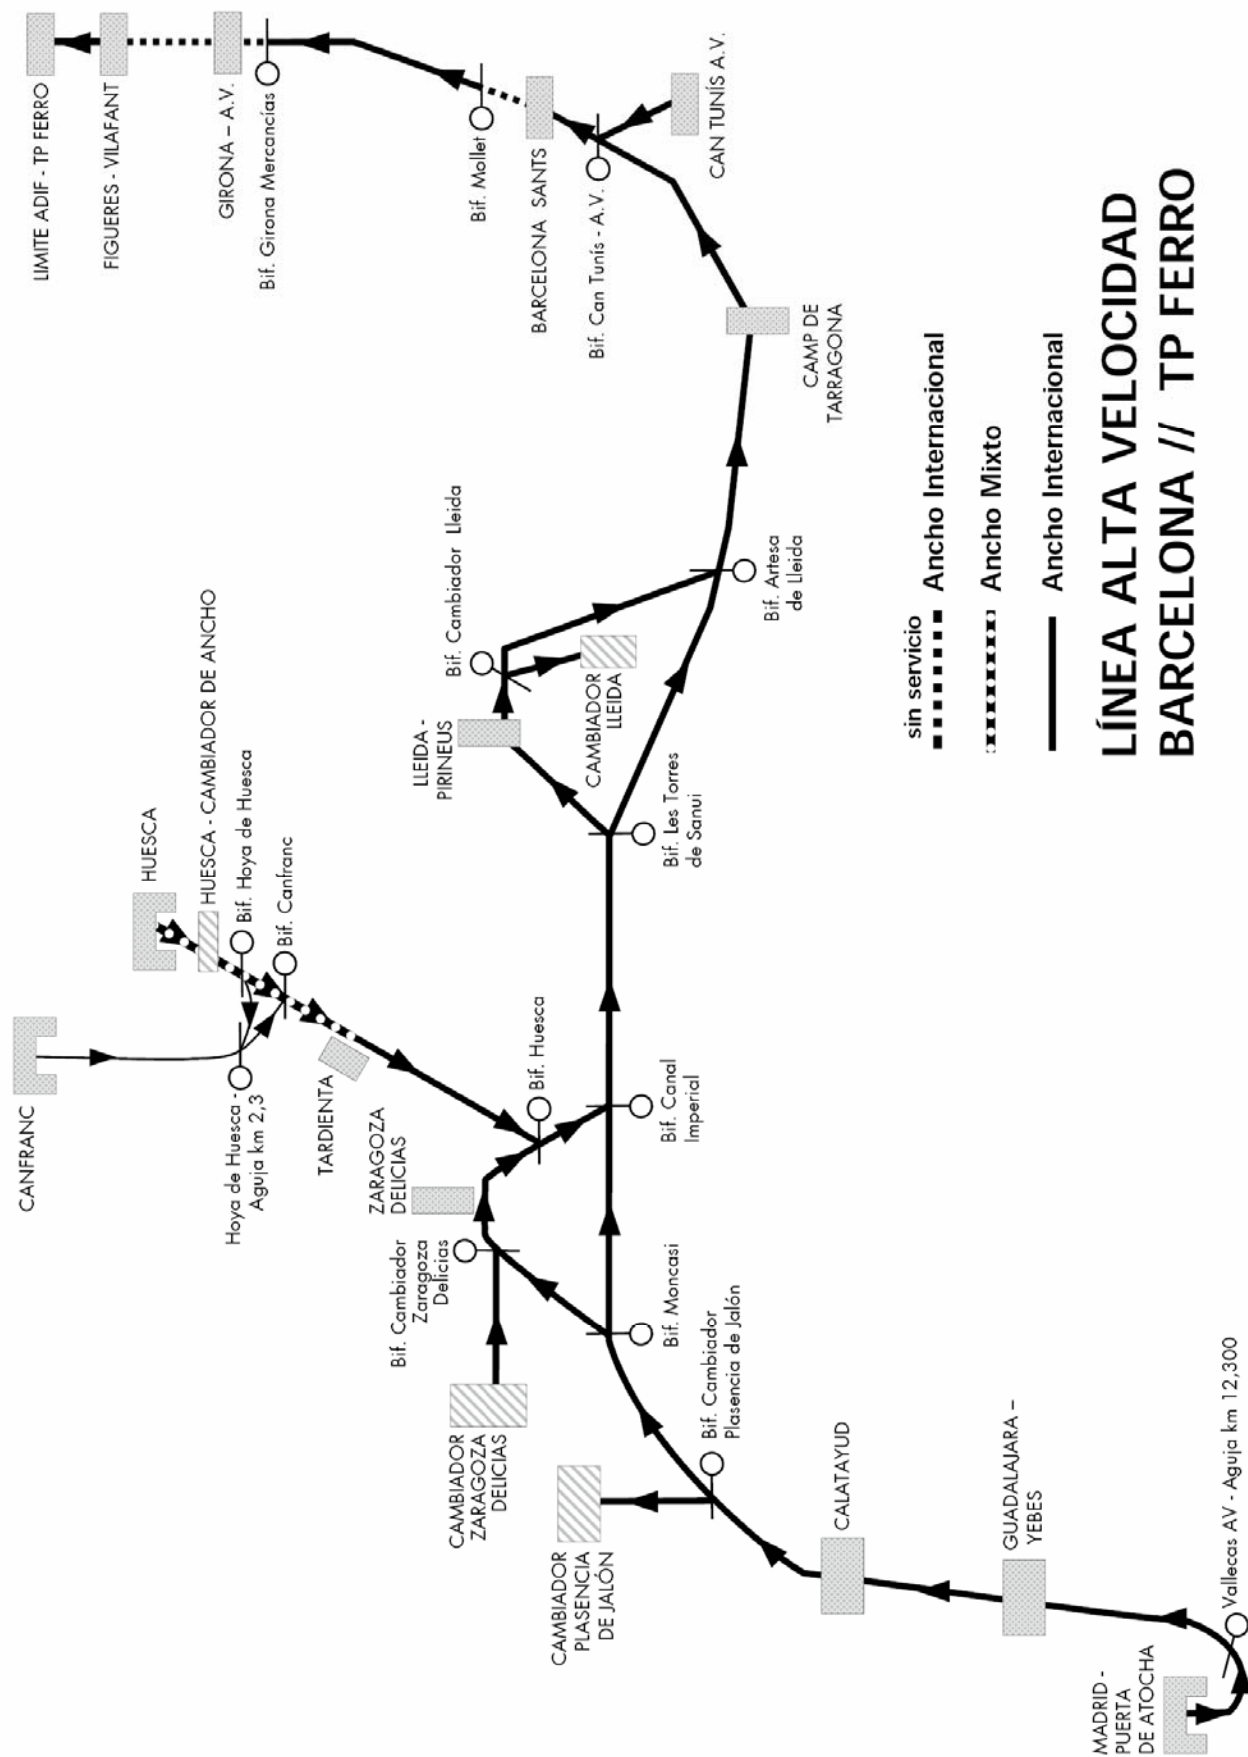 LIMITE ADIF - TP FERRO
FIGUERES - VILAFANT
GIRONA – A.V.
Bif. Girona Mercancías
Bif. Mollet
BARCELONA SANTS
Bif. Can Tunís - A.V.
CAN TUNÍS A.V.
CAMP DE
TARRAGONA
CANFRANC
HUESCA
HUESCA - CAMBIADOR DE ANCHO
Bif. Hoya de Huesca
Bif. Canfranc
Hoya de Huesca -
Aguja km 2,3
TARDIENTA
ZARAGOZA
DELICIAS
Bif. Huesca
Bif. Canal
Imperial
Bif. Cambiador
Zaragoza
Delicias
CAMBIADOR
ZARAGOZA
DELICIAS
Bif. Moncasi
Bif. Cambiador
Plasencia de Jalón
CAMBIADOR
PLASENCIA
DE JALÓN
CALATAYUD
GUADALAJARA –
YEBES
Vallecas AV - Aguja km 12,300
MADRID -
PUERTA
DE ATOCHA
LLEIDA -
PIRINEUS
Bif. Cambiador Lleida
CAMBIADOR
LLEIDA
Bif. Les Torres
de Sanui
Bif. Artesa
de Lleida
sin servicio
Ancho Internacional
Ancho Mixto
Ancho Internacional
LÍNEA ALTA VELOCIDAD
BARCELONA // TP FERRO